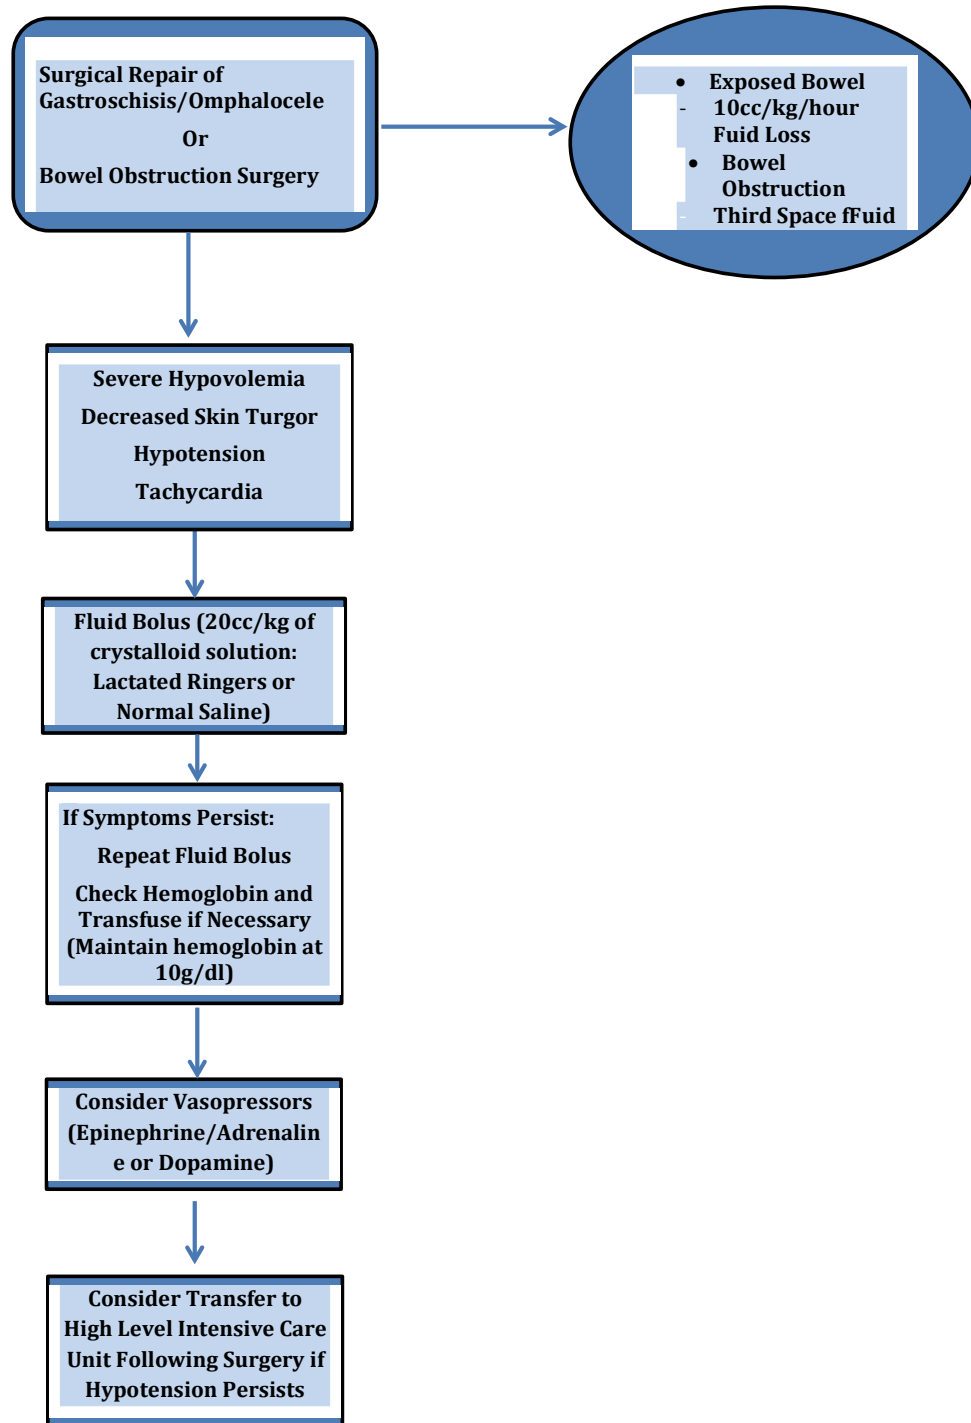 Surgical Repair of
Gastroschisis/Omphalocele
Or
Bowel Obstruction Surgery
• Exposed Bowel
- 10cc/kg/hour
Fuid Loss
• Bowel
Obstruction
- Third Space fFuid
Severe Hypovolemia
Decreased Skin Turgor
Hypotension
Tachycardia
Fluid Bolus (20cc/kg of
crystalloid solution:
Lactated Ringers or
Normal Saline)
If Symptoms Persist:
Repeat Fluid Bolus
Check Hemoglobin and
Transfuse if Necessary
(Maintain hemoglobin at
10g/dl)
Consider Vasopressors
(Epinephrine/Adrenalin
e or Dopamine)
Consider Transfer to
High Level Intensive Care
Unit Following Surgery if
Hypotension Persists